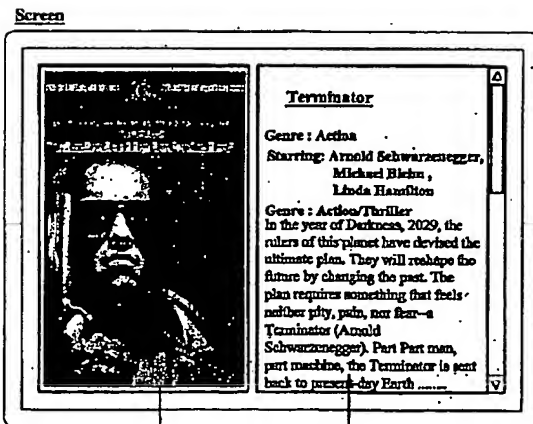 Screen
Terminator
Genre : Action
Starring: Arnold Schwarzenegger,
Michael Biehn ,
Linda Hamilton
Genre : Action/Thriller
In the year of Darkness, 2029, the
rulers of this planet have devised the
ultimate plan. They will reshape the
future by changing the past. The
plan requires something that feels
neither pity, pain, nor fear--a
Terminator (Arnold
Schwarzenegger). Part Part man,
part machine, the Terminator is sent
back to present-day Earth ........